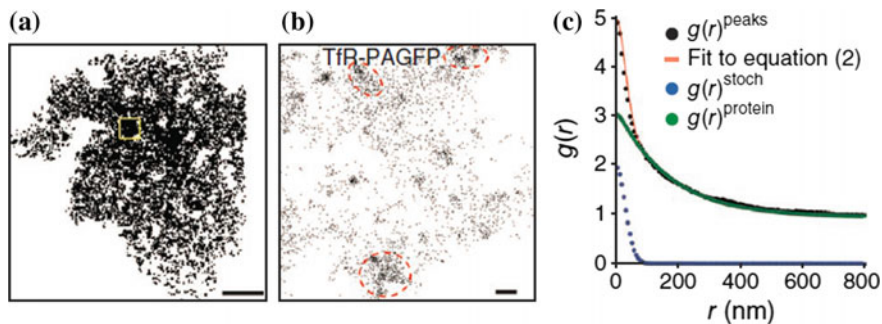 (a)
(b)
TfR-PAGFP
(c)
5
4
3
2
1
0
g(r)
g(r)peaks
Fit to equation (2)
g(r)stoch
g(r)protein
0 200 400 600 800
r (nm)